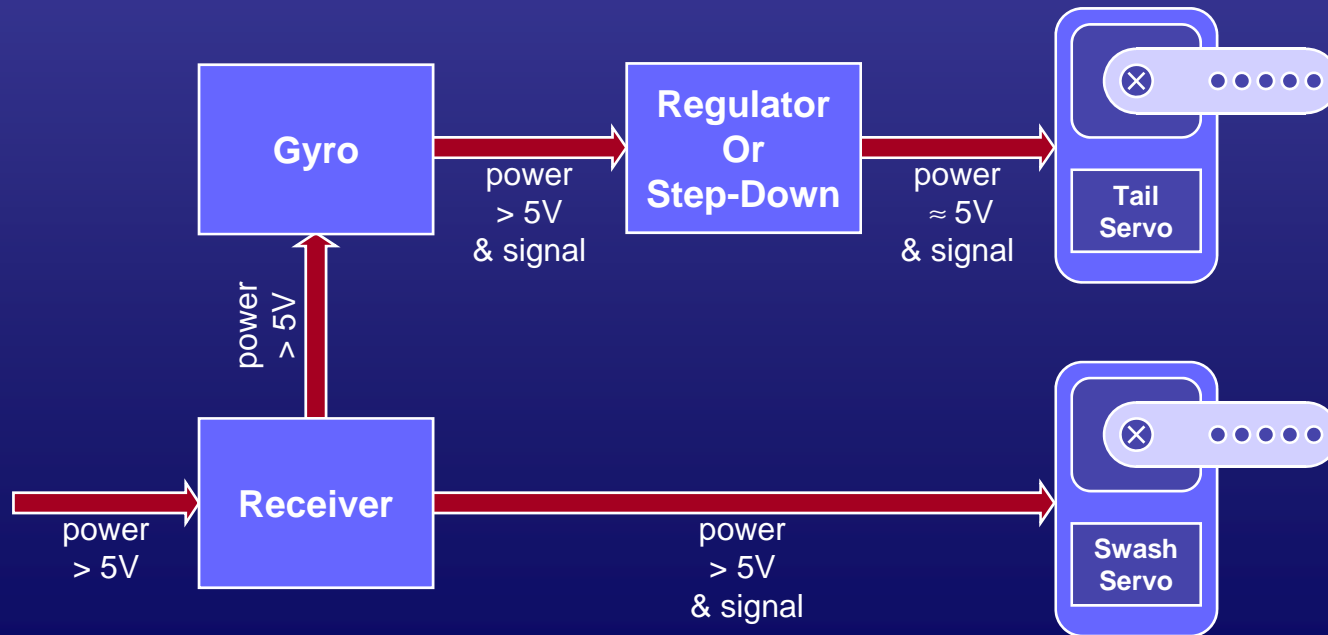 Gyro
power
> 5V
& signal
Regulator
Or
Step-Down
power
≈ 5V
& signal
Tail
Servo
power
> 5V
power
> 5V
Receiver
power
> 5V
& signal
Swash
Servo